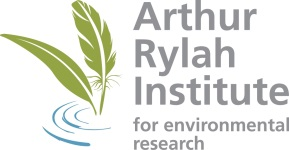 Arthur
Rylah
Institute
for environmental
research